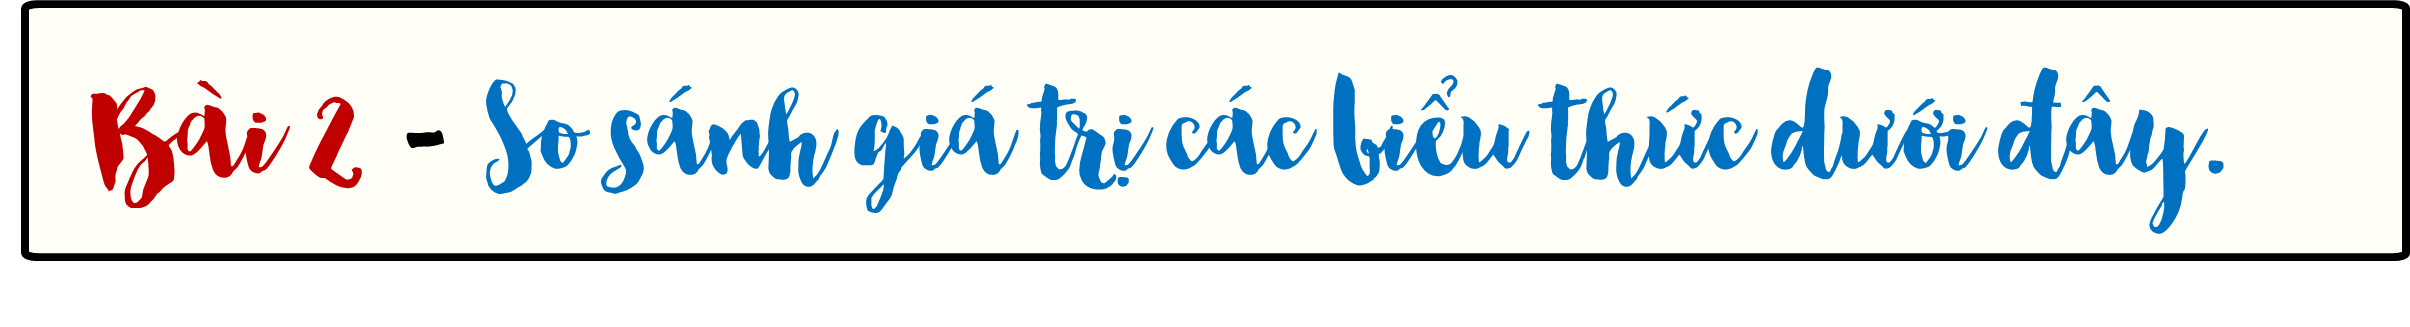 Bài 2 - So sánh giá trị các biểu thức dưới đây.